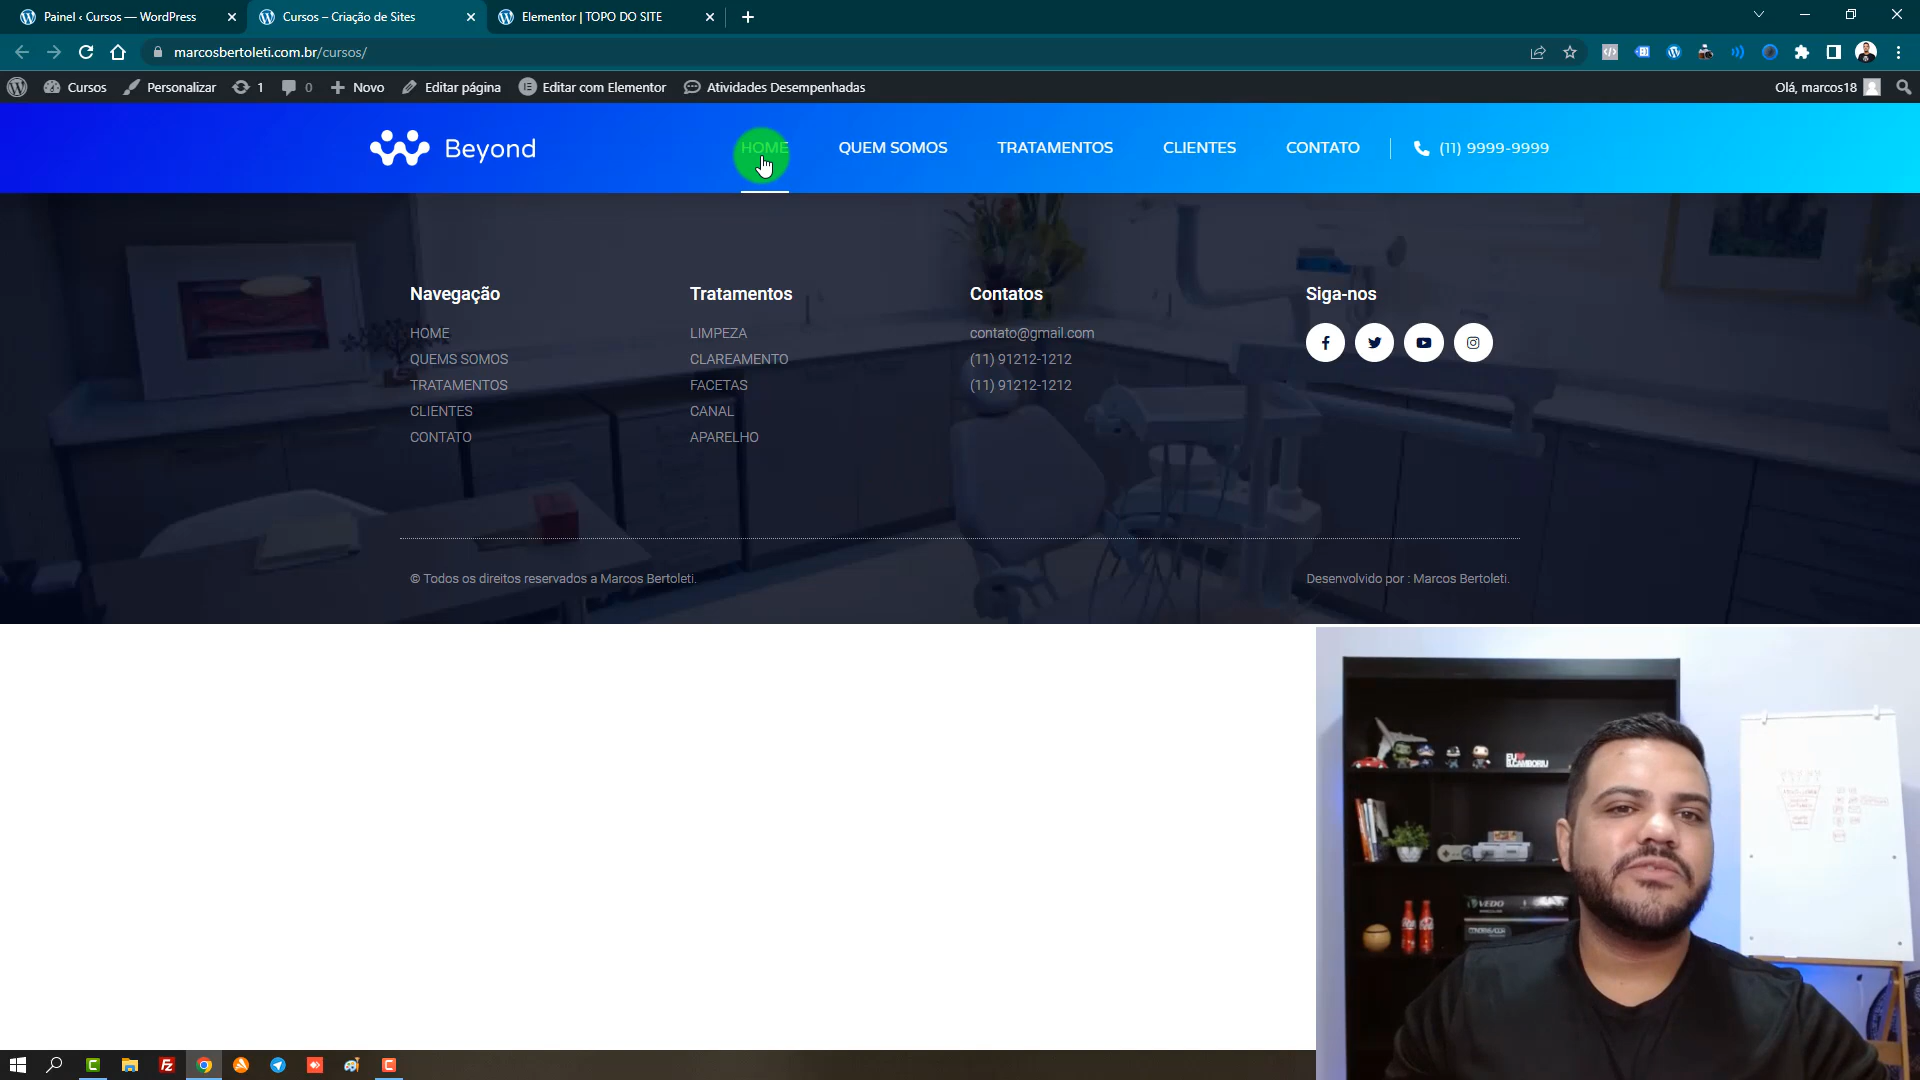 Painel ‹ Cursos — WordPress
Cursos – Criação de Sites
Elementor | TOPO DO SITE
marcosbertoleti.com.br/cursos/
Cursos
Personalizar
1
0
Novo
Editar página
Editar com Elementor
Atividades Desempenhadas
Olá, marcos18
Beyond
HOME
QUEM SOMOS
TRATAMENTOS
CLIENTES
CONTATO
(11) 9999-9999
Navegação
HOME
QUEMS SOMOS
TRATAMENTOS
CLIENTES
CONTATO
Tratamentos
LIMPEZA
CLAREAMENTO
FACETAS
CANAL
APARELHO
Contatos
contato@gmail.com
(11) 91212-1212
(11) 91212-1212
Siga-nos
© Todos os direitos reservados a Marcos Bertoleti.
Desenvolvido por : Marcos Bertoleti.